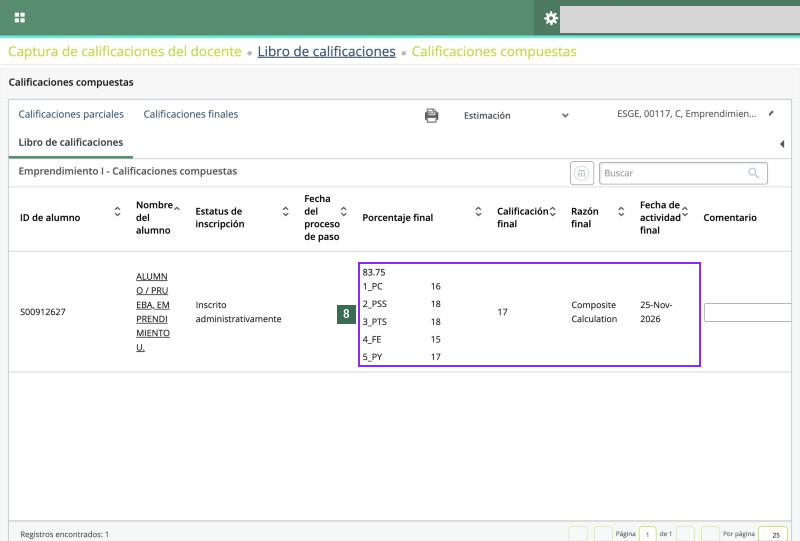 Captura de calificaciones del docente • Libro de calificaciones • Calificaciones compuestas
Calificaciones compuestas
Calificaciones parciales Calificaciones finales Estimación ESGE, 00117, C, Emprendimien...
Libro de calificaciones
Emprendimiento I - Calificaciones compuestas Buscar
ID de alumno
Nombre del alumno
Estatus de inscripción
Fecha del proceso de paso
Porcentaje final
Calificación final
Razón final
Fecha de actividad final
Comentario
S00912627
ALUMN
O / PRU
EBA, EM
PRENDI
MIENTO
U.
Inscrito
administrativamente
8
83.75
1_PC 16
2_PSS 18
3_PTS 18
4_FE 15
5_PY 17
17
Composite
Calculation
25-Nov-
2026
Registros encontrados: 1 Página 1 de 1 Por página 25